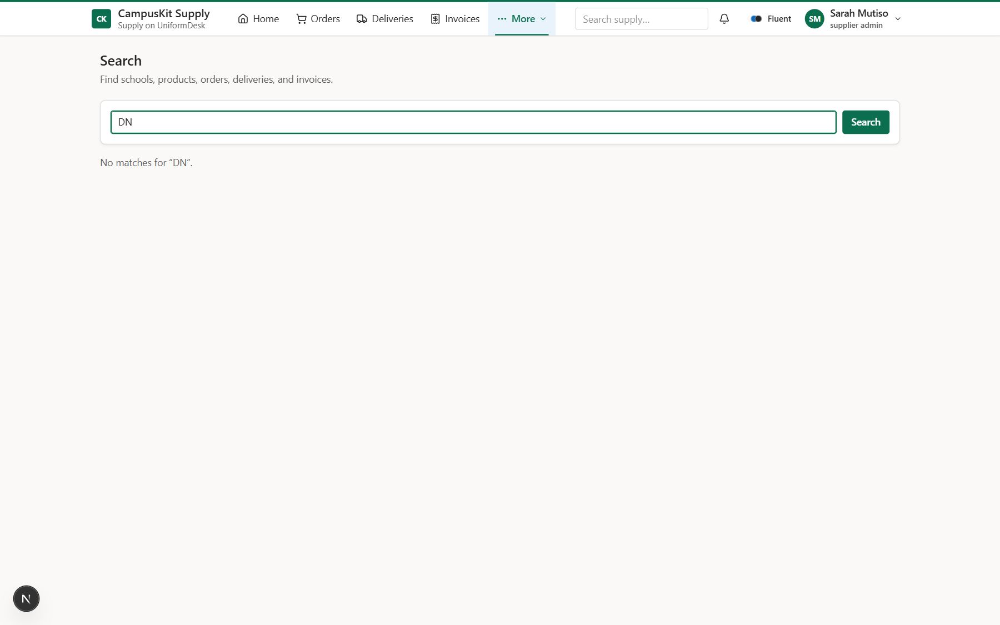 CK
CampusKit Supply
Supply on UniformDesk
Home
Orders
Deliveries
Invoices
More
Search supply...
Fluent
SM
Sarah Mutiso
supplier admin
Search
Find schools, products, orders, deliveries, and invoices.
DN
Search
No matches for “DN”.
N